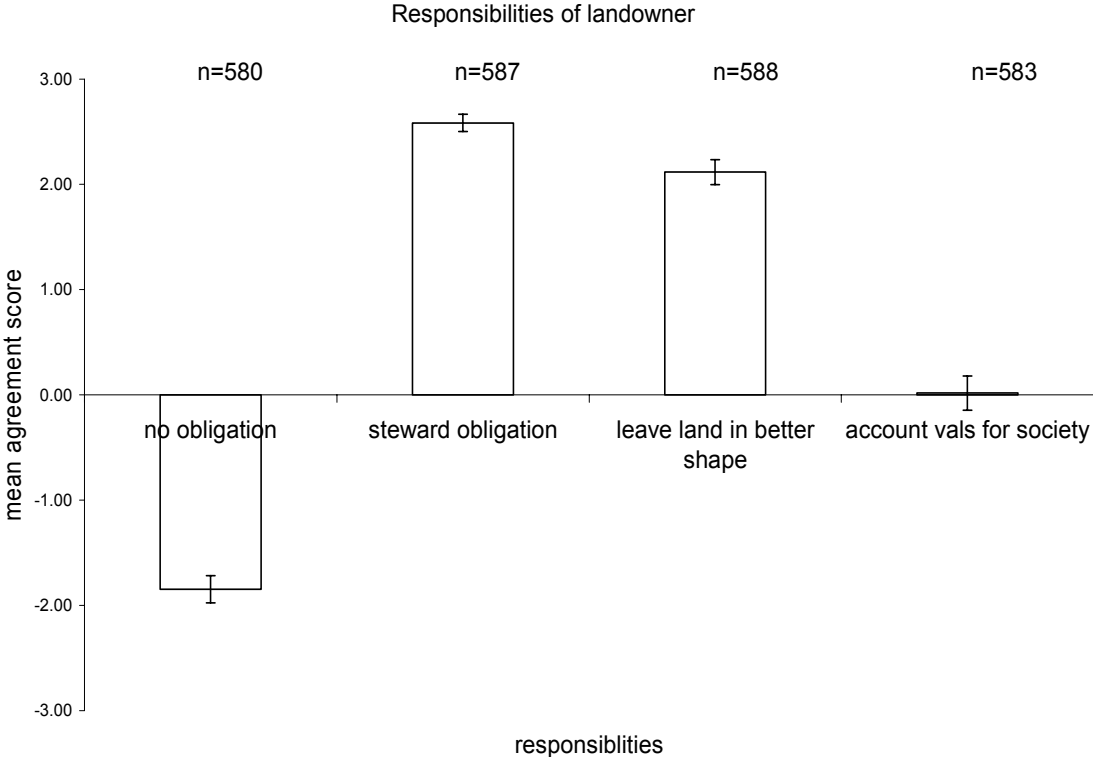 Responsibilities of landowner
n=580 n=587 n=588 n=583
3.00
2.00
1.00
0.00
-1.00
-2.00
-3.00
mean agreement score
no obligation steward obligation leave land in better account vals for society
shape
responsiblities